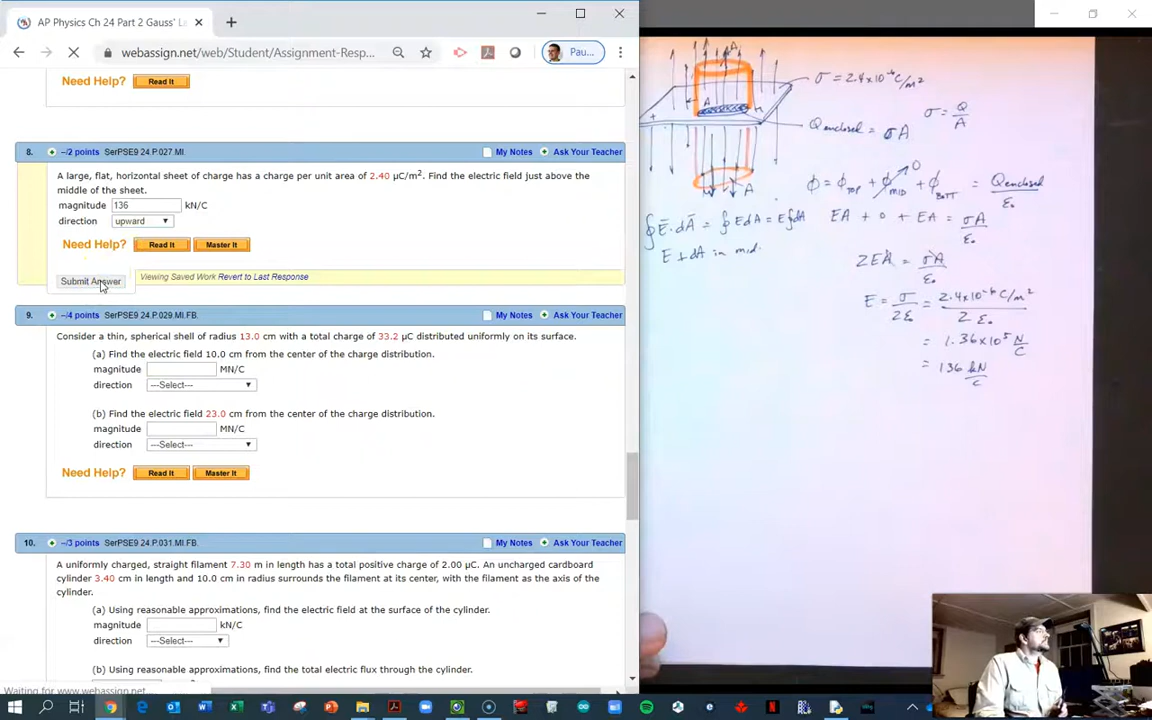 AP Physics Ch 24 Part 2 Gauss' La
webassign.net/web/Student/Assignment-Resp...
Pau...
Need Help? Read It
8. –/2 points SerPSE9 24.P.027.MI. My Notes Ask Your Teacher
A large, flat, horizontal sheet of charge has a charge per unit area of 2.40 µC/m². Find the electric field just above the
middle of the sheet.
magnitude 136 kN/C
direction upward
Need Help? Read It Master It
Submit Answer Viewing Saved Work Revert to Last Response
9. –/4 points SerPSE9 24.P.029.MI.FB. My Notes Ask Your Teacher
Consider a thin, spherical shell of radius 13.0 cm with a total charge of 33.2 µC distributed uniformly on its surface.
(a) Find the electric field 10.0 cm from the center of the charge distribution.
magnitude MN/C
direction ---Select---
(b) Find the electric field 23.0 cm from the center of the charge distribution.
magnitude MN/C
direction ---Select---
Need Help? Read It Master It
10. –/3 points SerPSE9 24.P.031.MI.FB. My Notes Ask Your Teacher
A uniformly charged, straight filament 7.30 m in length has a total positive charge of 2.00 µC. An uncharged cardboard
cylinder 3.40 cm in length and 10.0 cm in radius surrounds the filament at its center, with the filament as the axis of the
cylinder.
(a) Using reasonable approximations, find the electric field at the surface of the cylinder.
magnitude kN/C
direction ---Select---
(b) Using reasonable approximations, find the total electric flux through the cylinder.
Waiting for www.webassign.net...
A
σ = 2.4x10⁻⁶ C/m²
A
Q enclosed = σA
σ = Q/A
A
ϕ = ϕ TOP + ϕ MID 0 + ϕ BOTT = Qenclosed/ε₀
∮E·dA = ∮EdA = E∮dA
EA + 0 + EA = σA/ε₀
E ⊥ dA in mid.
2EA = σA/ε₀
E = σ/2ε₀ = 2.4x10⁻⁶ C/m²/2 ε₀
= 1.36x10⁵ N/C
= 136 kN/C